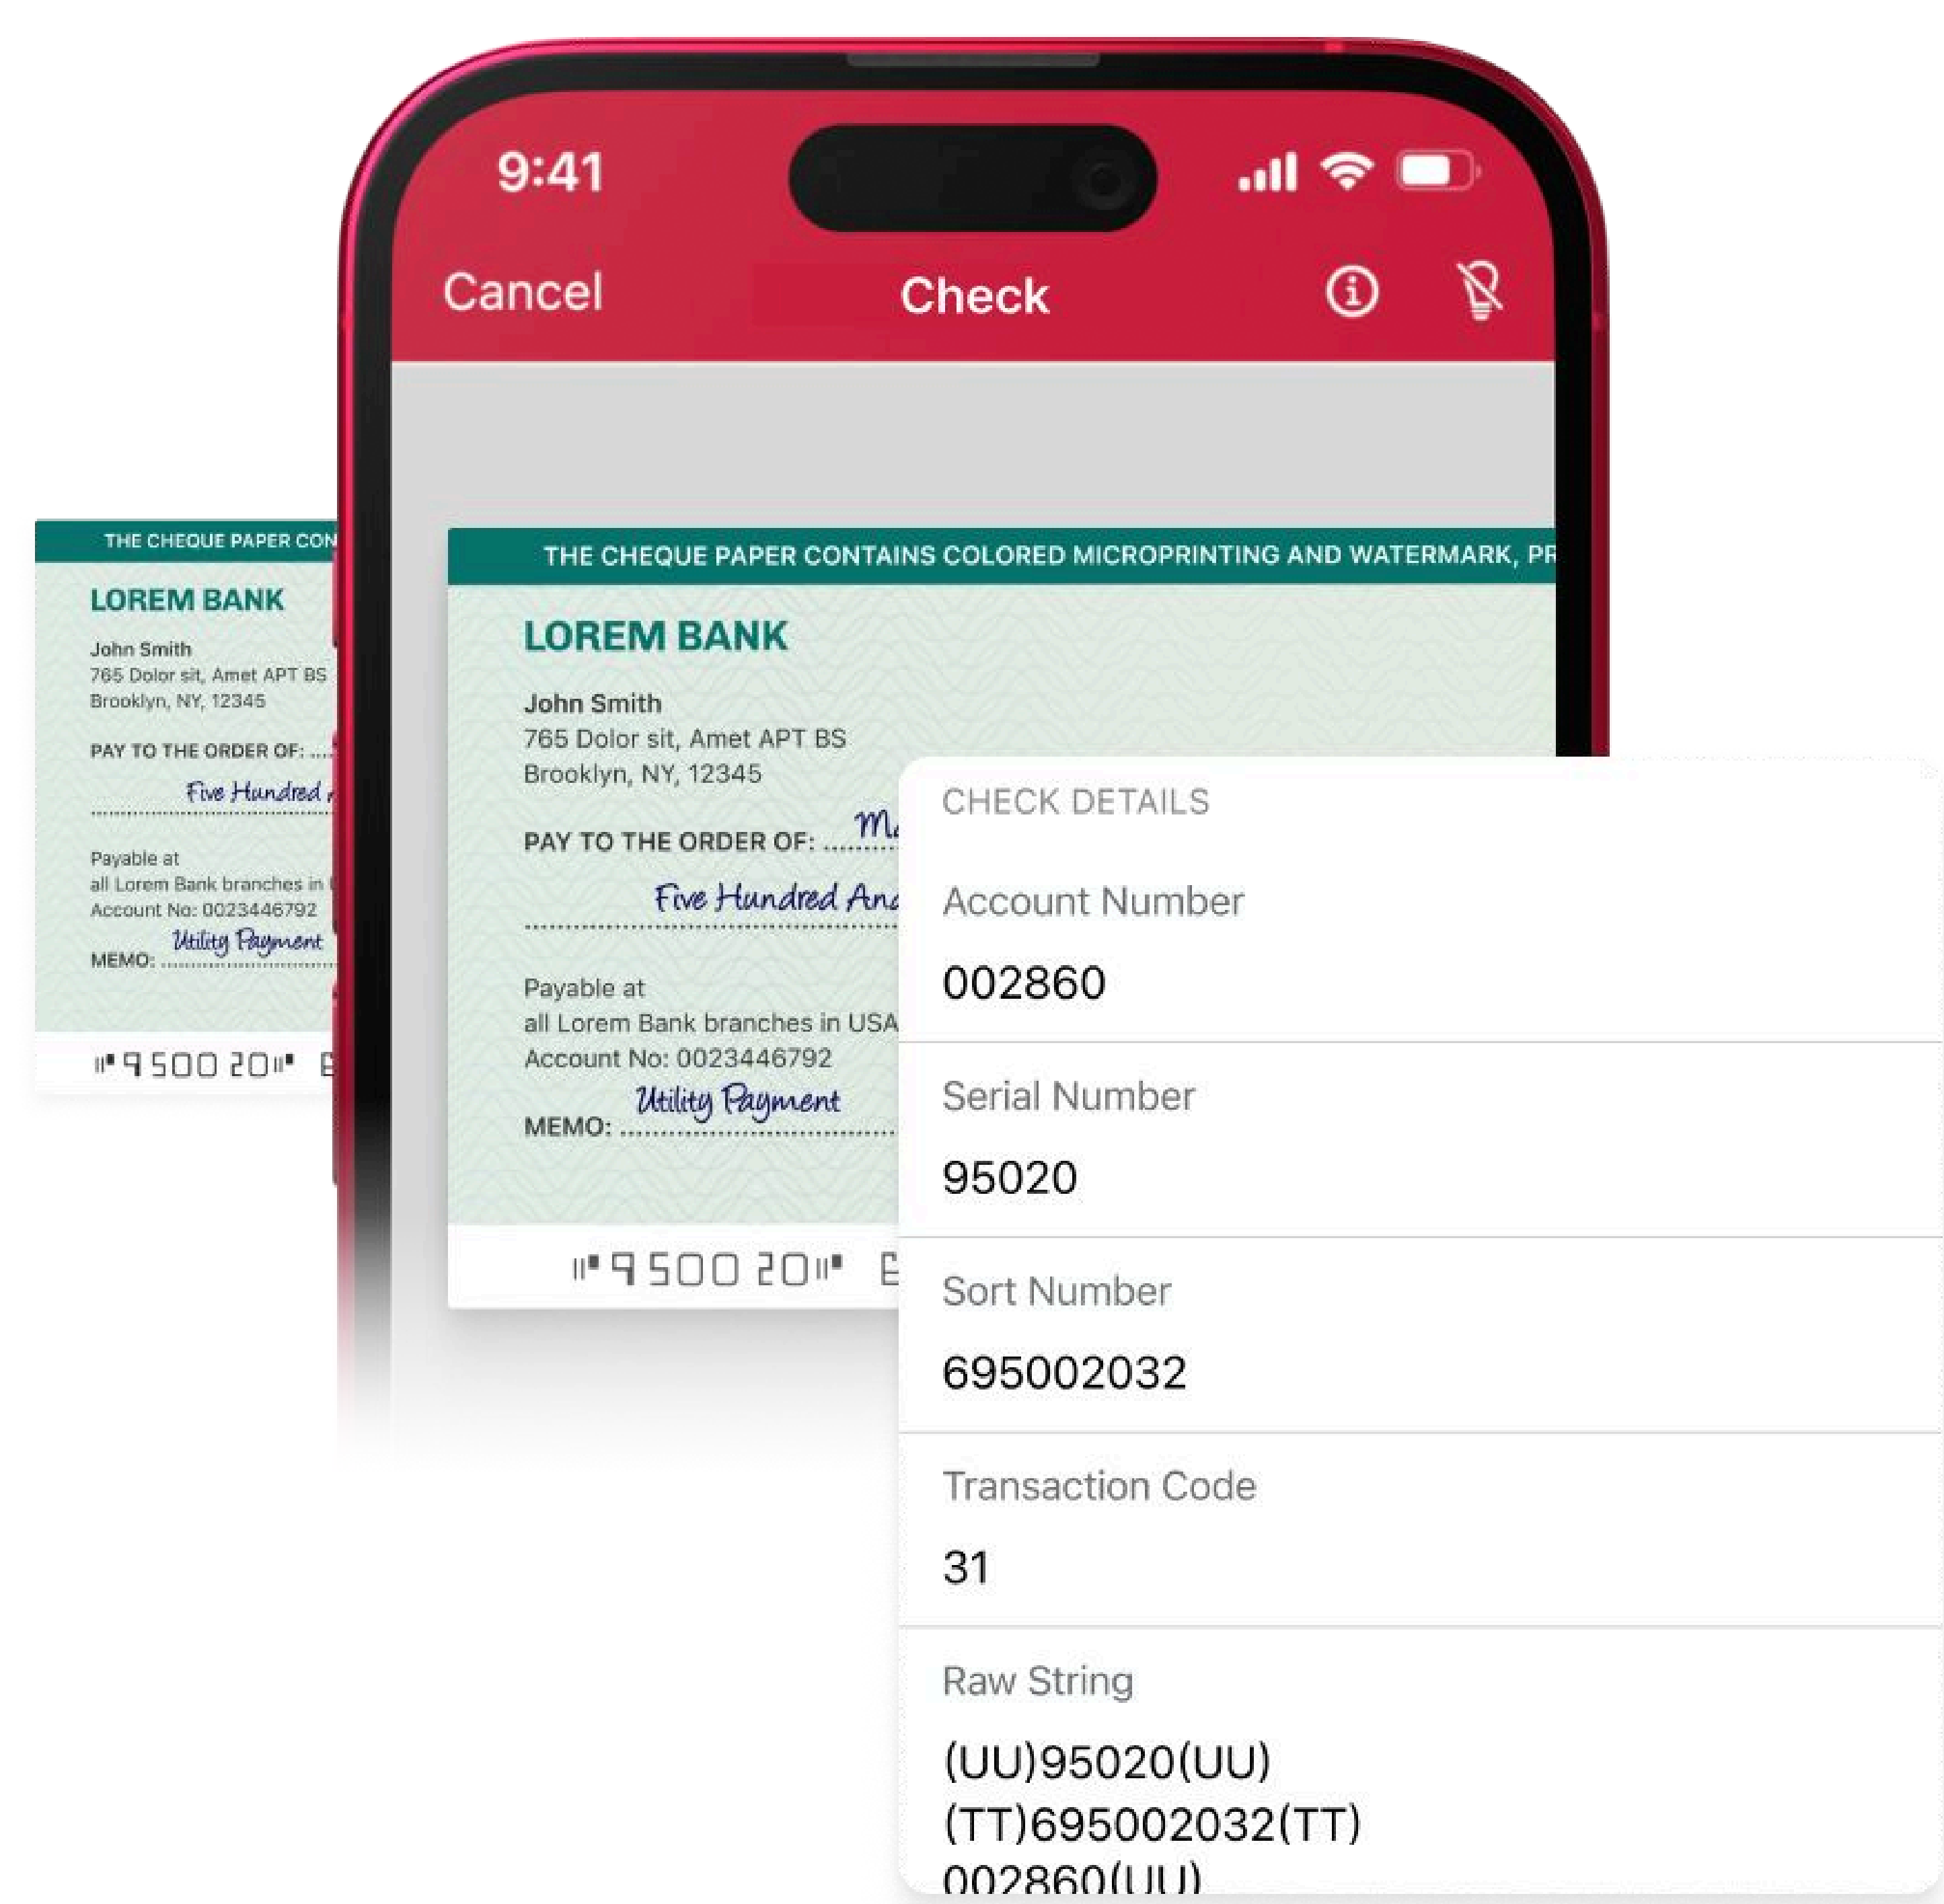 THE CHEQUE PAPER CON
LOREM BANK
John Smith
765 Dolor sit, Amet APT BS
Brooklyn, NY, 12345
PAY TO THE ORDER OF:
Five Hundred
Payable at
all Lorem Bank branches in
Account No: 0023446792
Utility Payment
MEMO:
9500 20
9:41
Cancel
Check
THE CHEQUE PAPER CONTAINS COLORED MICROPRINTING AND WATERMARK, PR
LOREM BANK
John Smith
765 Dolor sit, Amet APT BS
Brooklyn, NY, 12345
PAY TO THE ORDER OF:
Five Hundred And
Payable at
all Lorem Bank branches in USA
Account No: 0023446792
Utility Payment
MEMO:
9500 20
CHECK DETAILS
Account Number
002860
Serial Number
95020
Sort Number
695002032
Transaction Code
31
Raw String
(UU)95020(UU)
(TT)695002032(TT)
002860(UU)